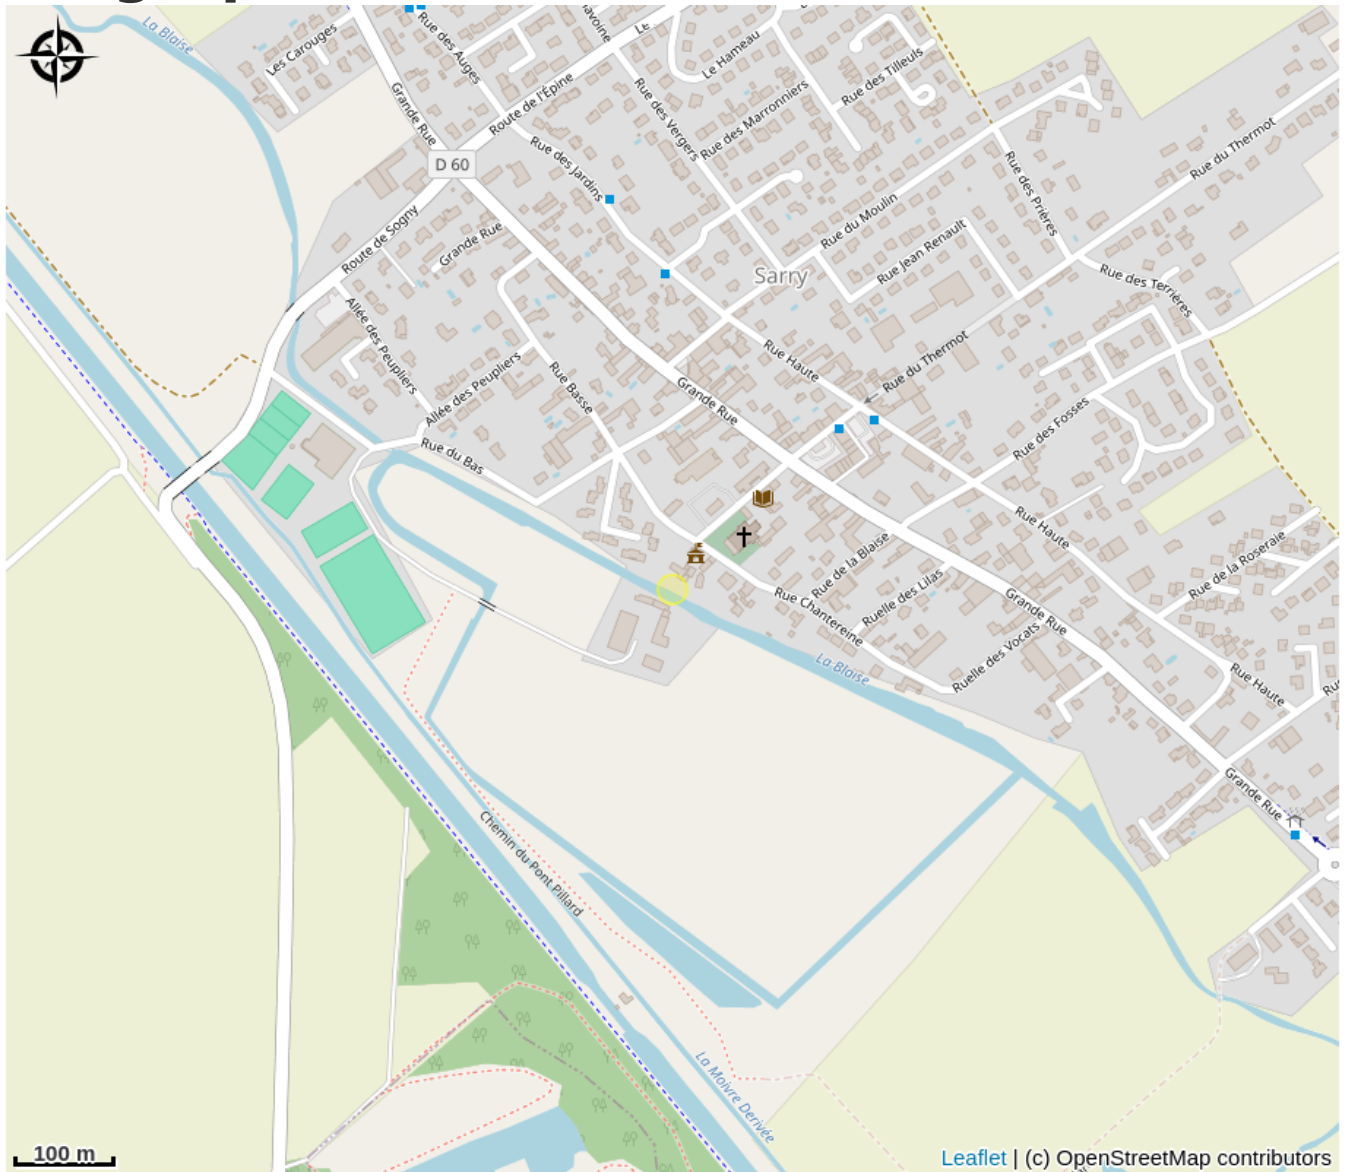 La Blaise
Les Carouges
Rue des Auges
Grande Rue
Route de l'Épine
Le Hameau
Rue des Tilleuls
Rue des Vergers
Rue des Marronniers
D 60
Rue des Jardins
Rue du Thermot
Rue des Prières
Rue du Moulin
Route de Sogny
Grande Rue
Rue Jean Renault
Sarry
Rue des Terrières
Allée des Peupliers
Rue Haute
Rue du Thermot
Allée des Peupliers
Rue Basse
Grande Rue
Rue des Fosses
Rue du Bas
Rue Haute
Rue de la Blaise
Rue de la Roseraie
Ruelle des Lilas
Rue Chantereine
Grande Rue
Ruelle des Vocats
La Blaise
Rue Haute
Grande Rue
Chemin du Pont Pillard
La Moivre Derivée
100 m
Leaflet | (c) OpenStreetMap contributors